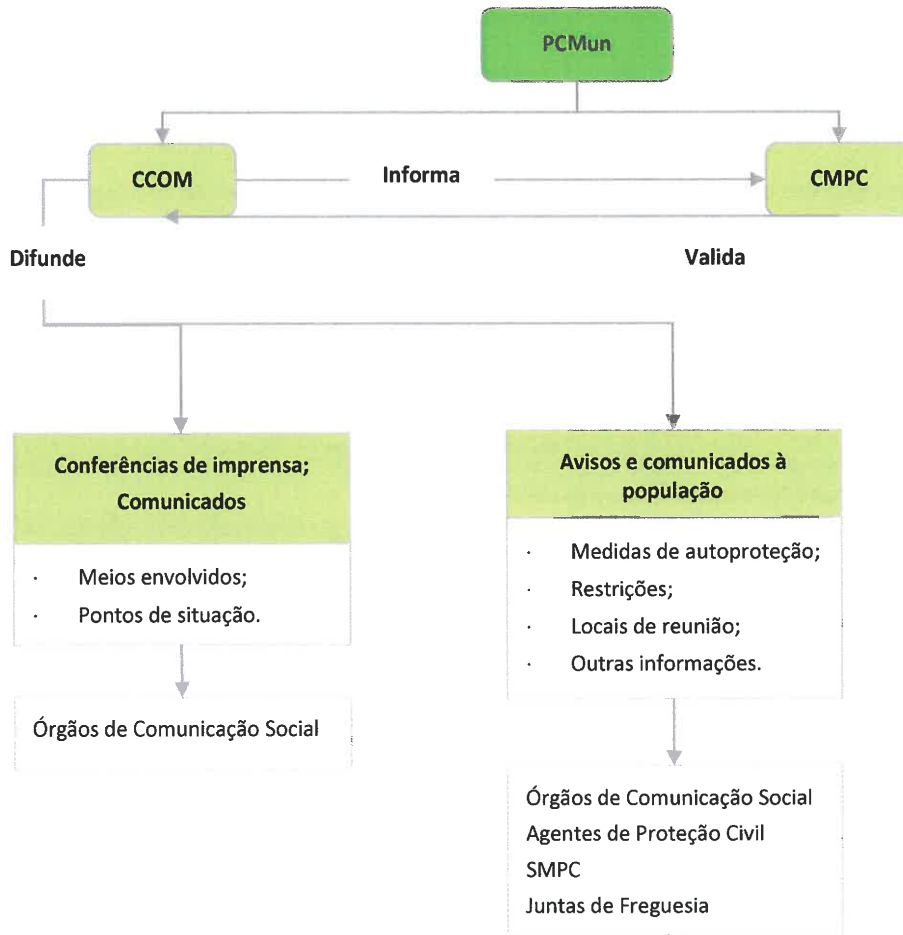 PCMun
CCOM
Informa
CMPC
Difunde
Valida
Conferências de imprensa;
Comunicados
· Meios envolvidos;
· Pontos de situação.
Órgãos de Comunicação Social
Avisos e comunicados à
população
· Medidas de autoproteção;
· Restrições;
· Locais de reunião;
· Outras informações.
Órgãos de Comunicação Social
Agentes de Proteção Civil
SMPC
Juntas de Freguesia